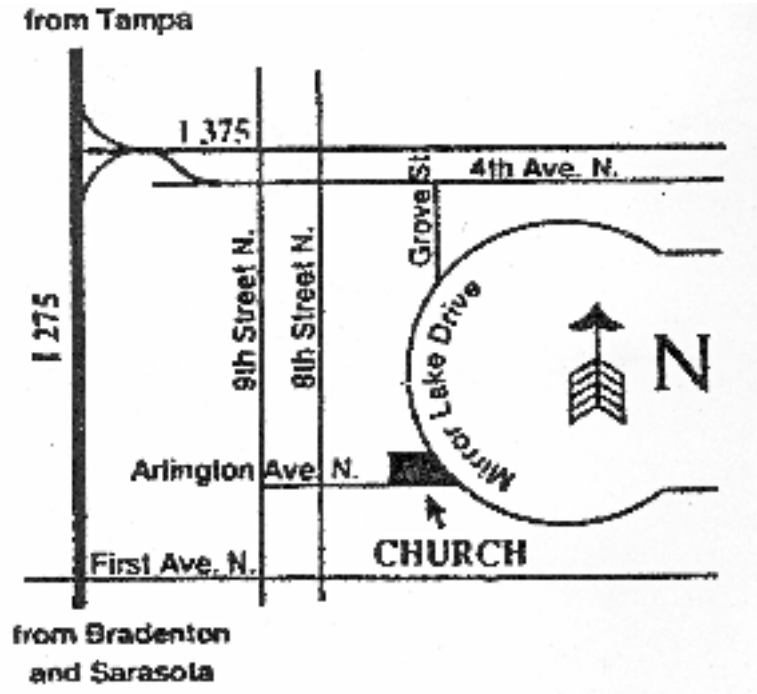 from Tampa
I 375
4th Ave. N.
Grove St.
9th Street N.
8th Street N.
I 275
Mirror Lake Drive
N
Arlington Ave. N.
CHURCH
First Ave. N.
from Bradenton
and Sarasota